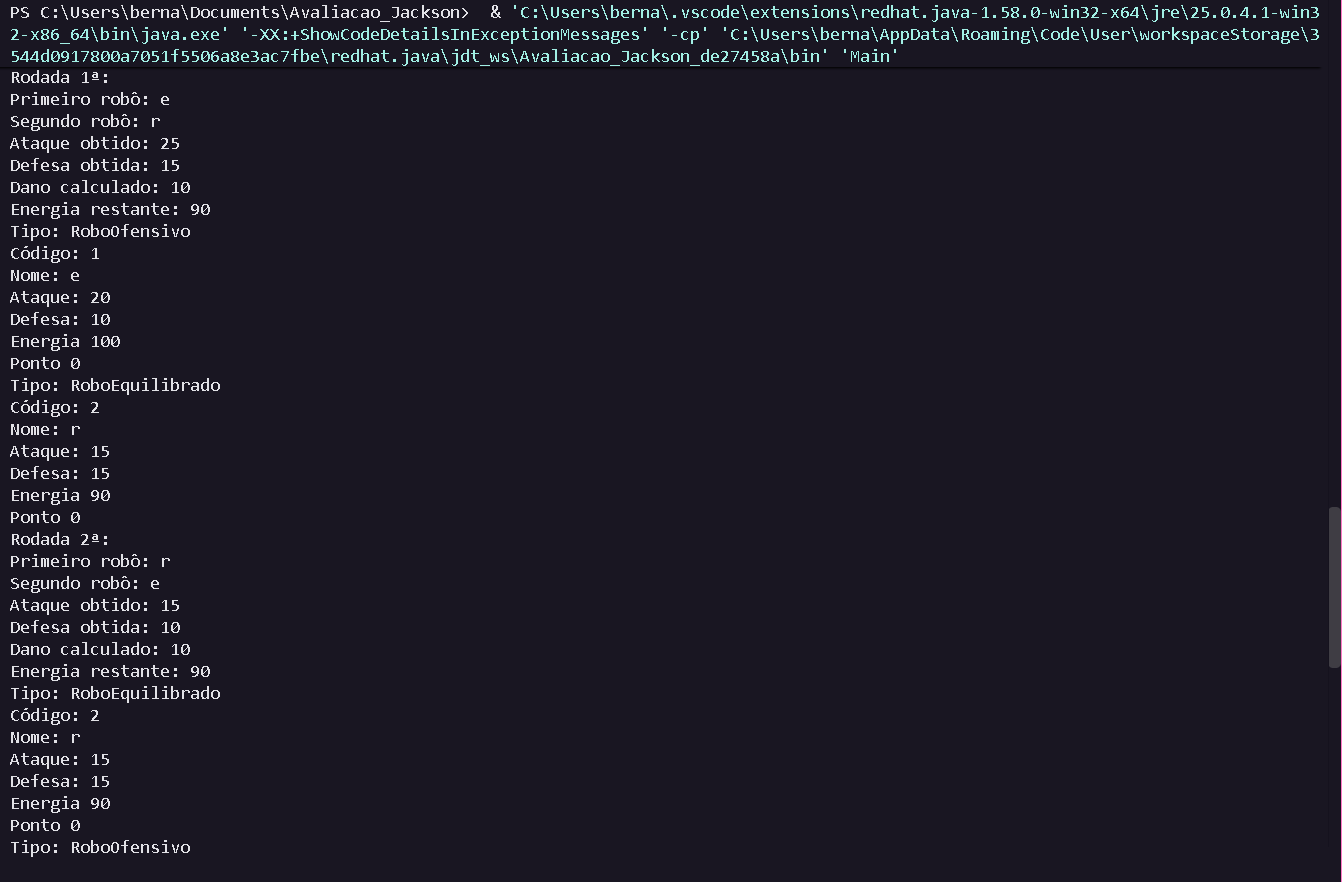 PS C:\Users\berna\Documents\Avaliacao_Jackson>  & 'C:\Users\berna\.vscode\extensions\redhat.java-1.58.0-win32-x64\jre\25.0.4.1-win3
2-x86_64\bin\java.exe' '-XX:+ShowCodeDetailsInExceptionMessages' '-cp' 'C:\Users\berna\AppData\Roaming\Code\User\workspaceStorage\3
544d0917800a7051f5506a8e3ac7fbe\redhat.java\jdt_ws\Avaliacao_Jackson_de27458a\bin' 'Main'
Rodada 1ª:
Primeiro robô: e
Segundo robô: r
Ataque obtido: 25
Defesa obtida: 15
Dano calculado: 10
Energia restante: 90
Tipo: RoboOfensivo
Código: 1
Nome: e
Ataque: 20
Defesa: 10
Energia 100
Ponto 0
Tipo: RoboEquilibrado
Código: 2
Nome: r
Ataque: 15
Defesa: 15
Energia 90
Ponto 0
Rodada 2ª:
Primeiro robô: r
Segundo robô: e
Ataque obtido: 15
Defesa obtida: 10
Dano calculado: 10
Energia restante: 90
Tipo: RoboEquilibrado
Código: 2
Nome: r
Ataque: 15
Defesa: 15
Energia 90
Ponto 0
Tipo: RoboOfensivo